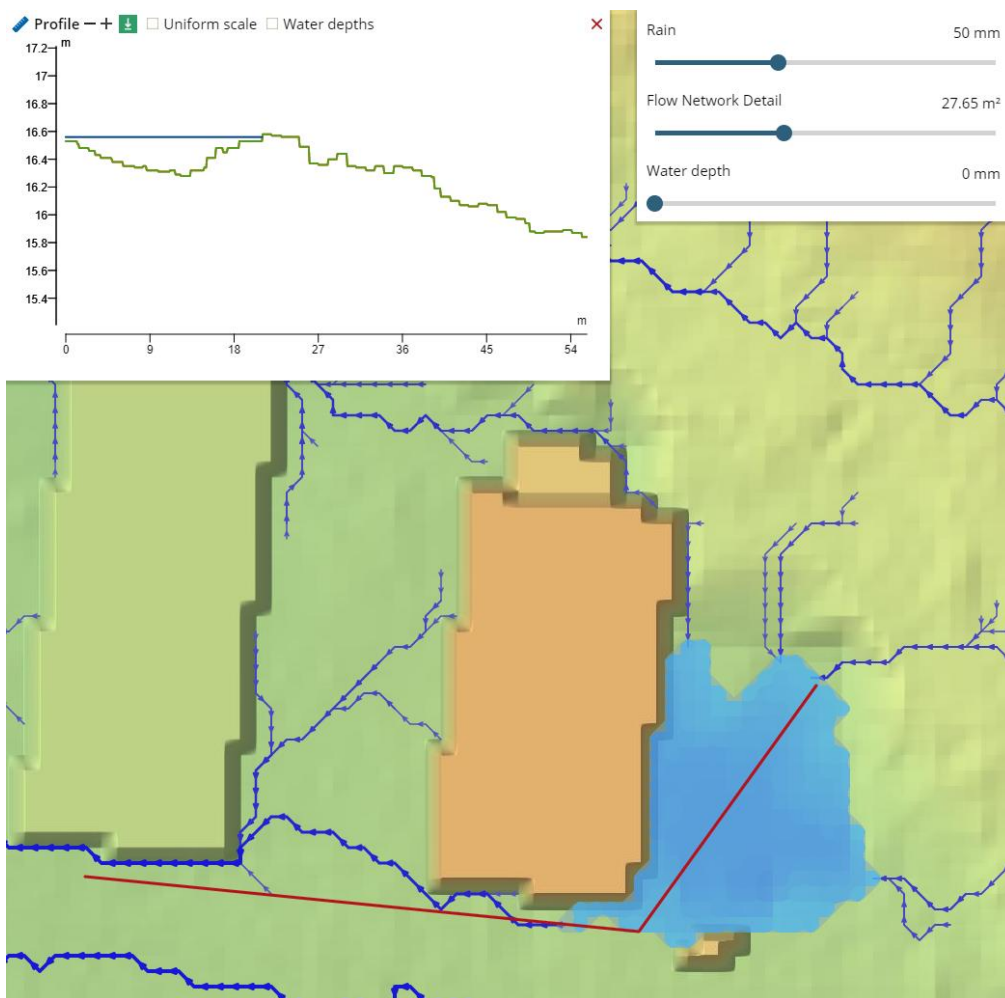 Profile
Uniform scale
Water depths
m
17.2
17
16.8
16.6
16.4
16.2
16
15.8
15.6
15.4
m
0 9 18 27 36 45 54
Rain 50 mm
Flow Network Detail 27.65 m²
Water depth 0 mm